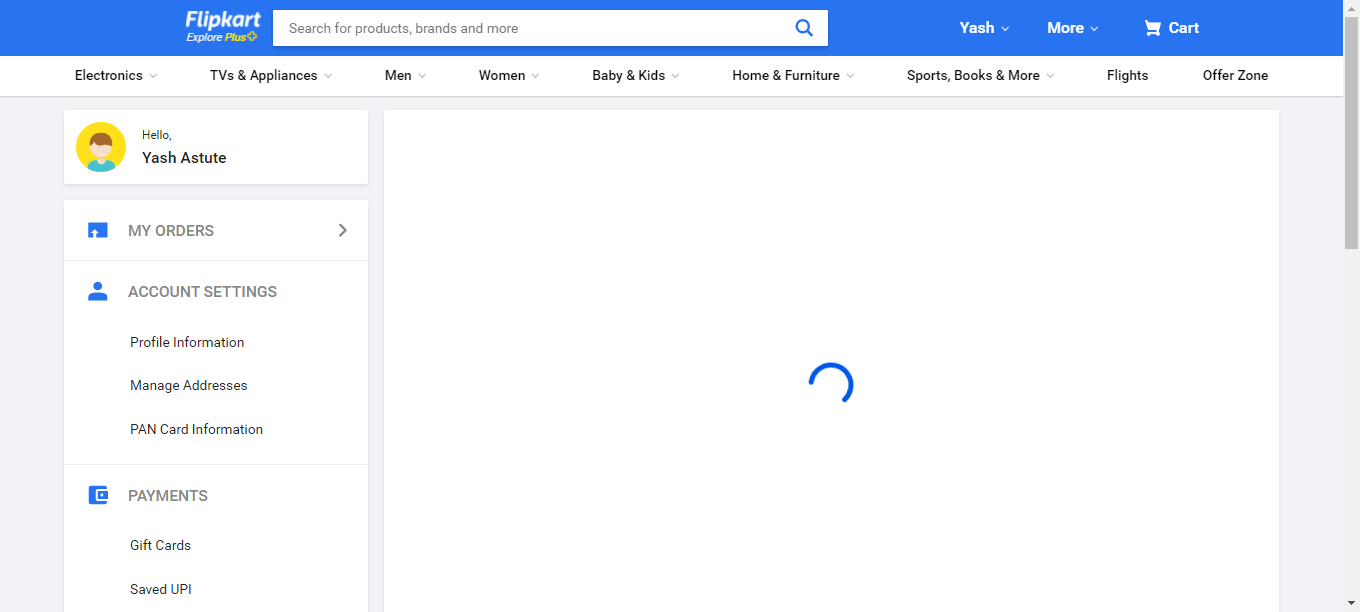 Flipkart
Explore Plus
Search for products, brands and more
Yash
More
Cart
Electronics
TVs & Appliances
Men
Women
Baby & Kids
Home & Furniture
Sports, Books & More
Flights
Offer Zone
Hello,
Yash Astute
MY ORDERS
ACCOUNT SETTINGS
Profile Information
Manage Addresses
PAN Card Information
PAYMENTS
Gift Cards
Saved UPI